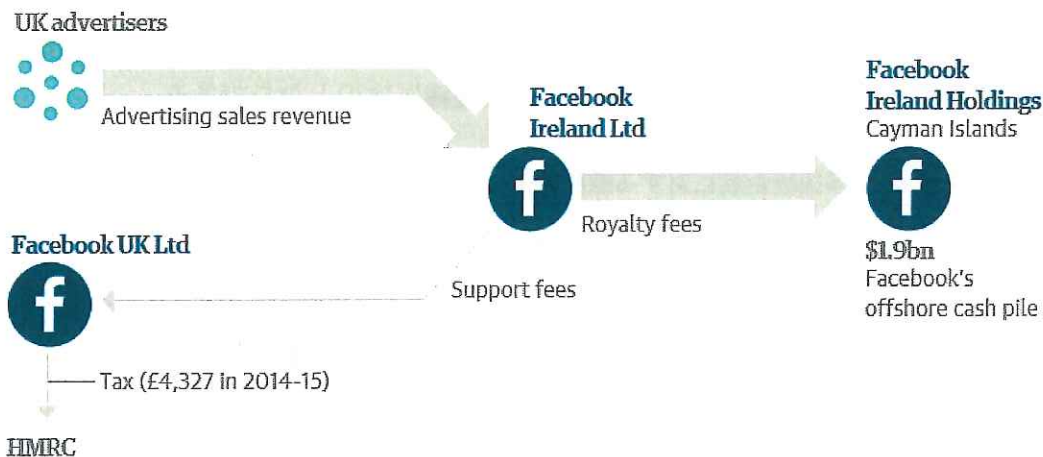 UK advertisers
Advertising sales revenue
Facebook
Ireland Ltd
Facebook
Ireland Holdings
Cayman Islands
Royalty fees
$1.9bn
Facebook's
offshore cash pile
Facebook UK Ltd
Support fees
Tax (£4,327 in 2014-15)
HMRC